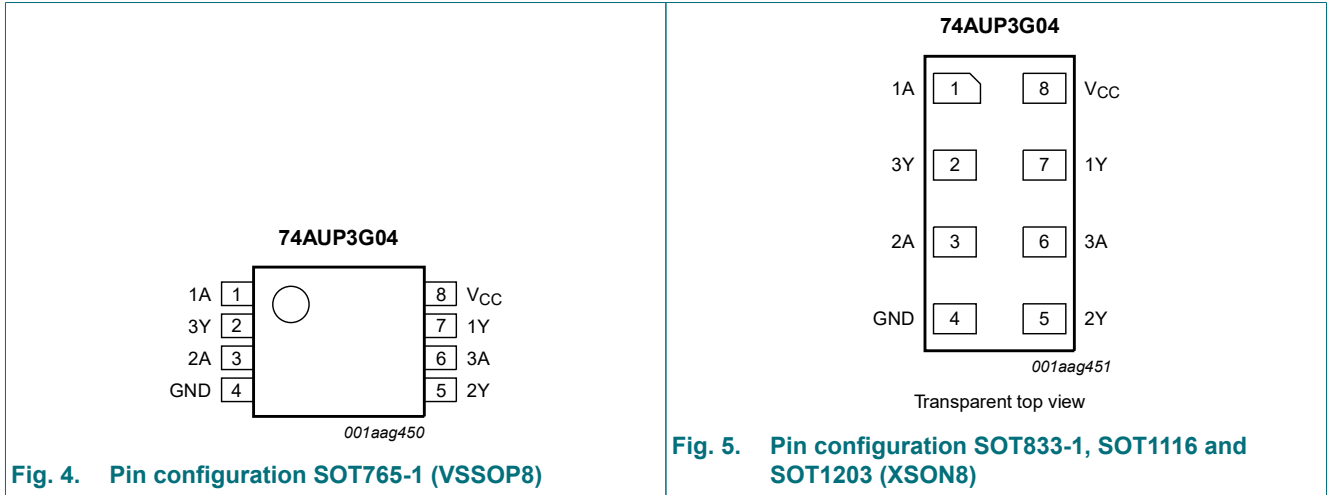 74AUP3G04
1A 1 8 VCC
3Y 2 7 1Y
2A 3 6 3A
GND 4 5 2Y
001aag450
Fig. 4. Pin configuration SOT765-1 (VSSOP8)
74AUP3G04
1A 1 8 VCC
3Y 2 7 1Y
2A 3 6 3A
GND 4 5 2Y
001aag451
Transparent top view
Fig. 5. Pin configuration SOT833-1, SOT1116 and
SOT1203 (XSON8)